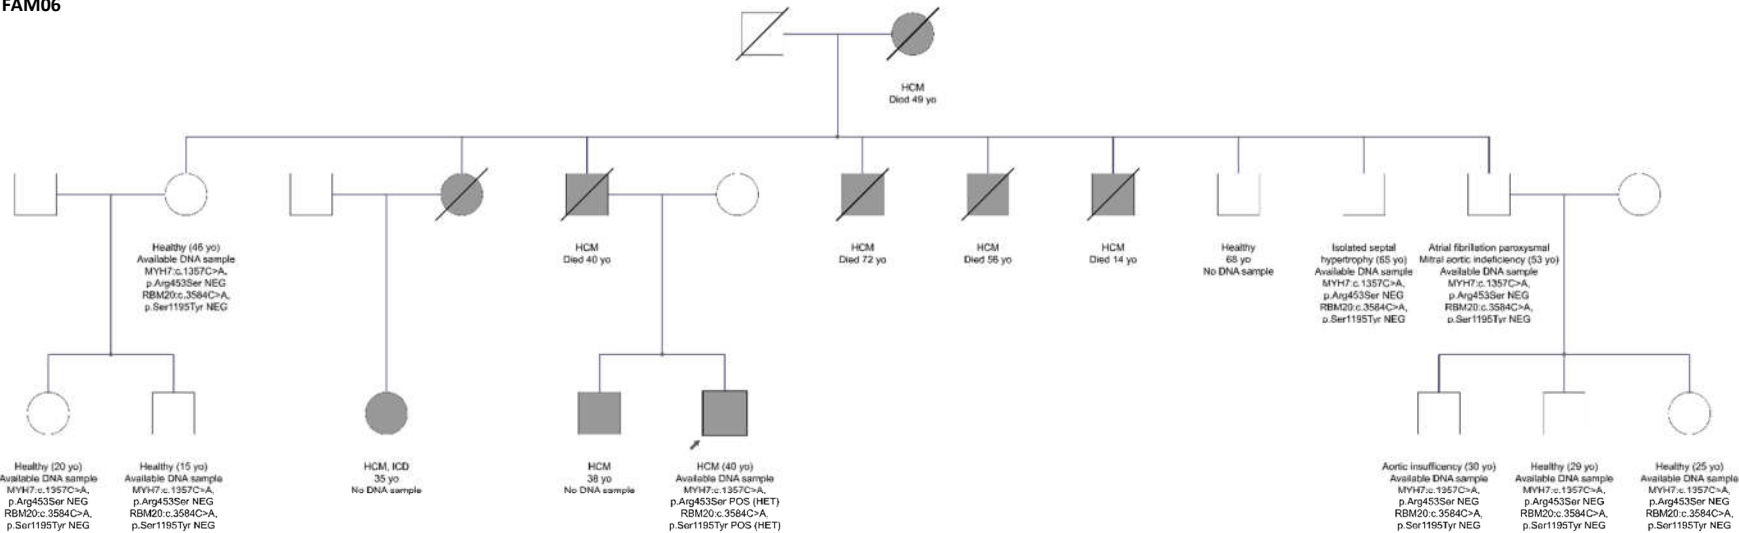 FAM06
HCM
Died 49 yo
Healthy (46 yo)
Available DNA sample
MYH7:c.1357C>A,
p.Arg453Ser NEG
RBM20:c.3584C>A,
p.Ser1195Tyr NEG
HCM
Died 40 yo
HCM
Died 72 yo
HCM
Died 56 yo
HCM
Died 14 yo
Healthy
68 yo
No DNA sample
Isolated septal
hypertrophy (65 yo)
Available DNA sample
MYH7:c.1357C>A,
p.Arg453Ser NEG
RBM20:c.3584C>A,
p.Ser1195Tyr NEG
Atrial fibrillation paroxysmal
Mitral aortic indeficiency (53 yo)
Available DNA sample
MYH7:c.1357C>A,
p.Arg453Ser NEG
RBM20:c.3584C>A,
p.Ser1195Tyr NEG
Healthy (20 yo)
Available DNA sample
MYH7:c.1357C>A,
p.Arg453Ser NEG
RBM20:c.3584C>A,
p.Ser1195Tyr NEG
Healthy (15 yo)
Available DNA sample
MYH7:c.1357C>A,
p.Arg453Ser NEG
RBM20:c.3584C>A,
p.Ser1195Tyr NEG
HCM, ICD
35 yo
No DNA sample
HCM
38 yo
No DNA sample
HCM (40 yo)
Available DNA sample
MYH7:c.1357C>A,
p.Arg453Ser POS (HET)
RBM20:c.3584C>A,
p.Ser1195Tyr POS (HET)
Aortic insufficency (30 yo)
Available DNA sample
MYH7:c.1357C>A,
p.Arg453Ser NEG
RBM20:c.3584C>A,
p.Ser1195Tyr NEG
Healthy (29 yo)
Available DNA sample
MYH7:c.1357C>A,
p.Arg453Ser NEG
RBM20:c.3584C>A,
p.Ser1195Tyr NEG
Healthy (25 yo)
Available DNA sample
MYH7:c.1357C>A,
p.Arg453Ser NEG
RBM20:c.3584C>A,
p.Ser1195Tyr NEG